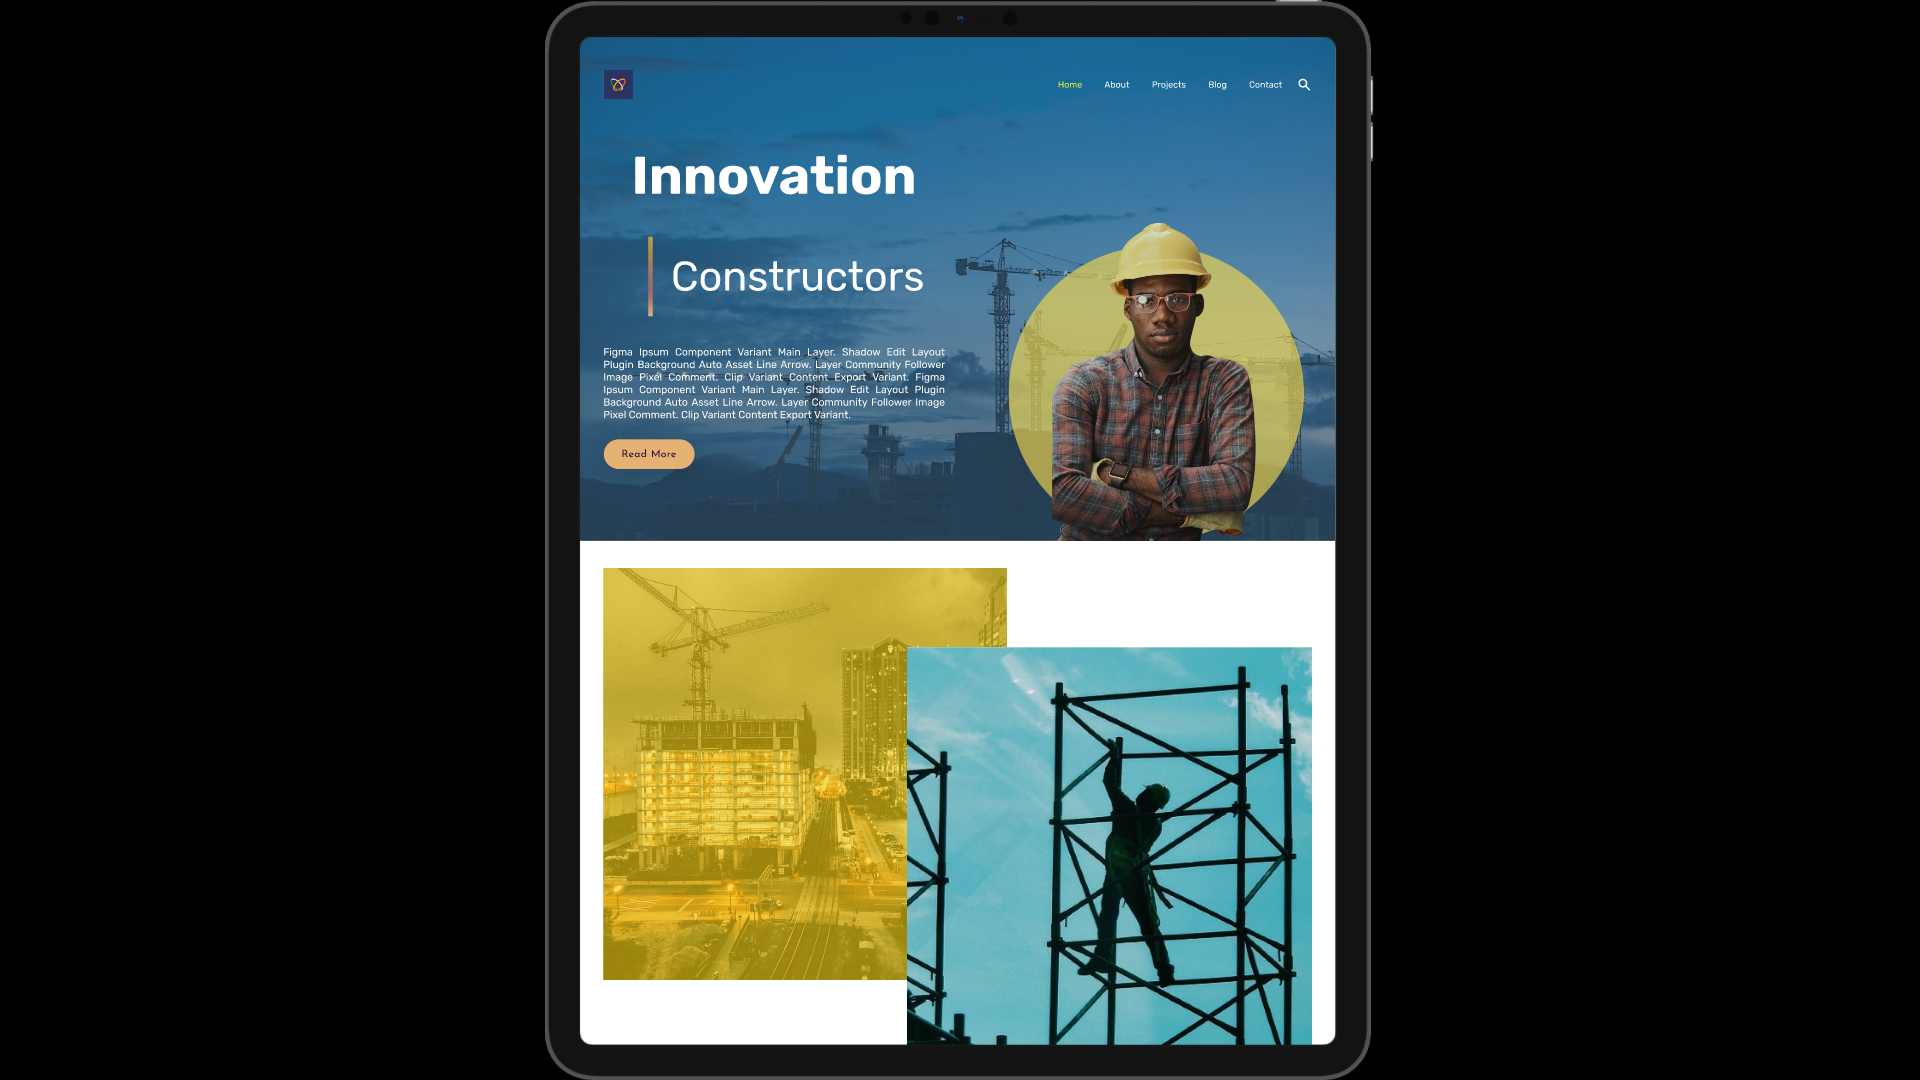 Home About Projects Blog Contact
Innovation
Constructors
Figma Ipsum Component Variant Main Layer. Shadow Edit Layout
Plugin Background Auto Asset Line Arrow. Layer Community Follower
Image Pixel Comment. Clip Variant Content Export Variant. Figma
Ipsum Component Variant Main Layer. Shadow Edit Layout Plugin
Background Auto Asset Line Arrow. Layer Community Follower Image
Pixel Comment. Clip Variant Content Export Variant.
Read More